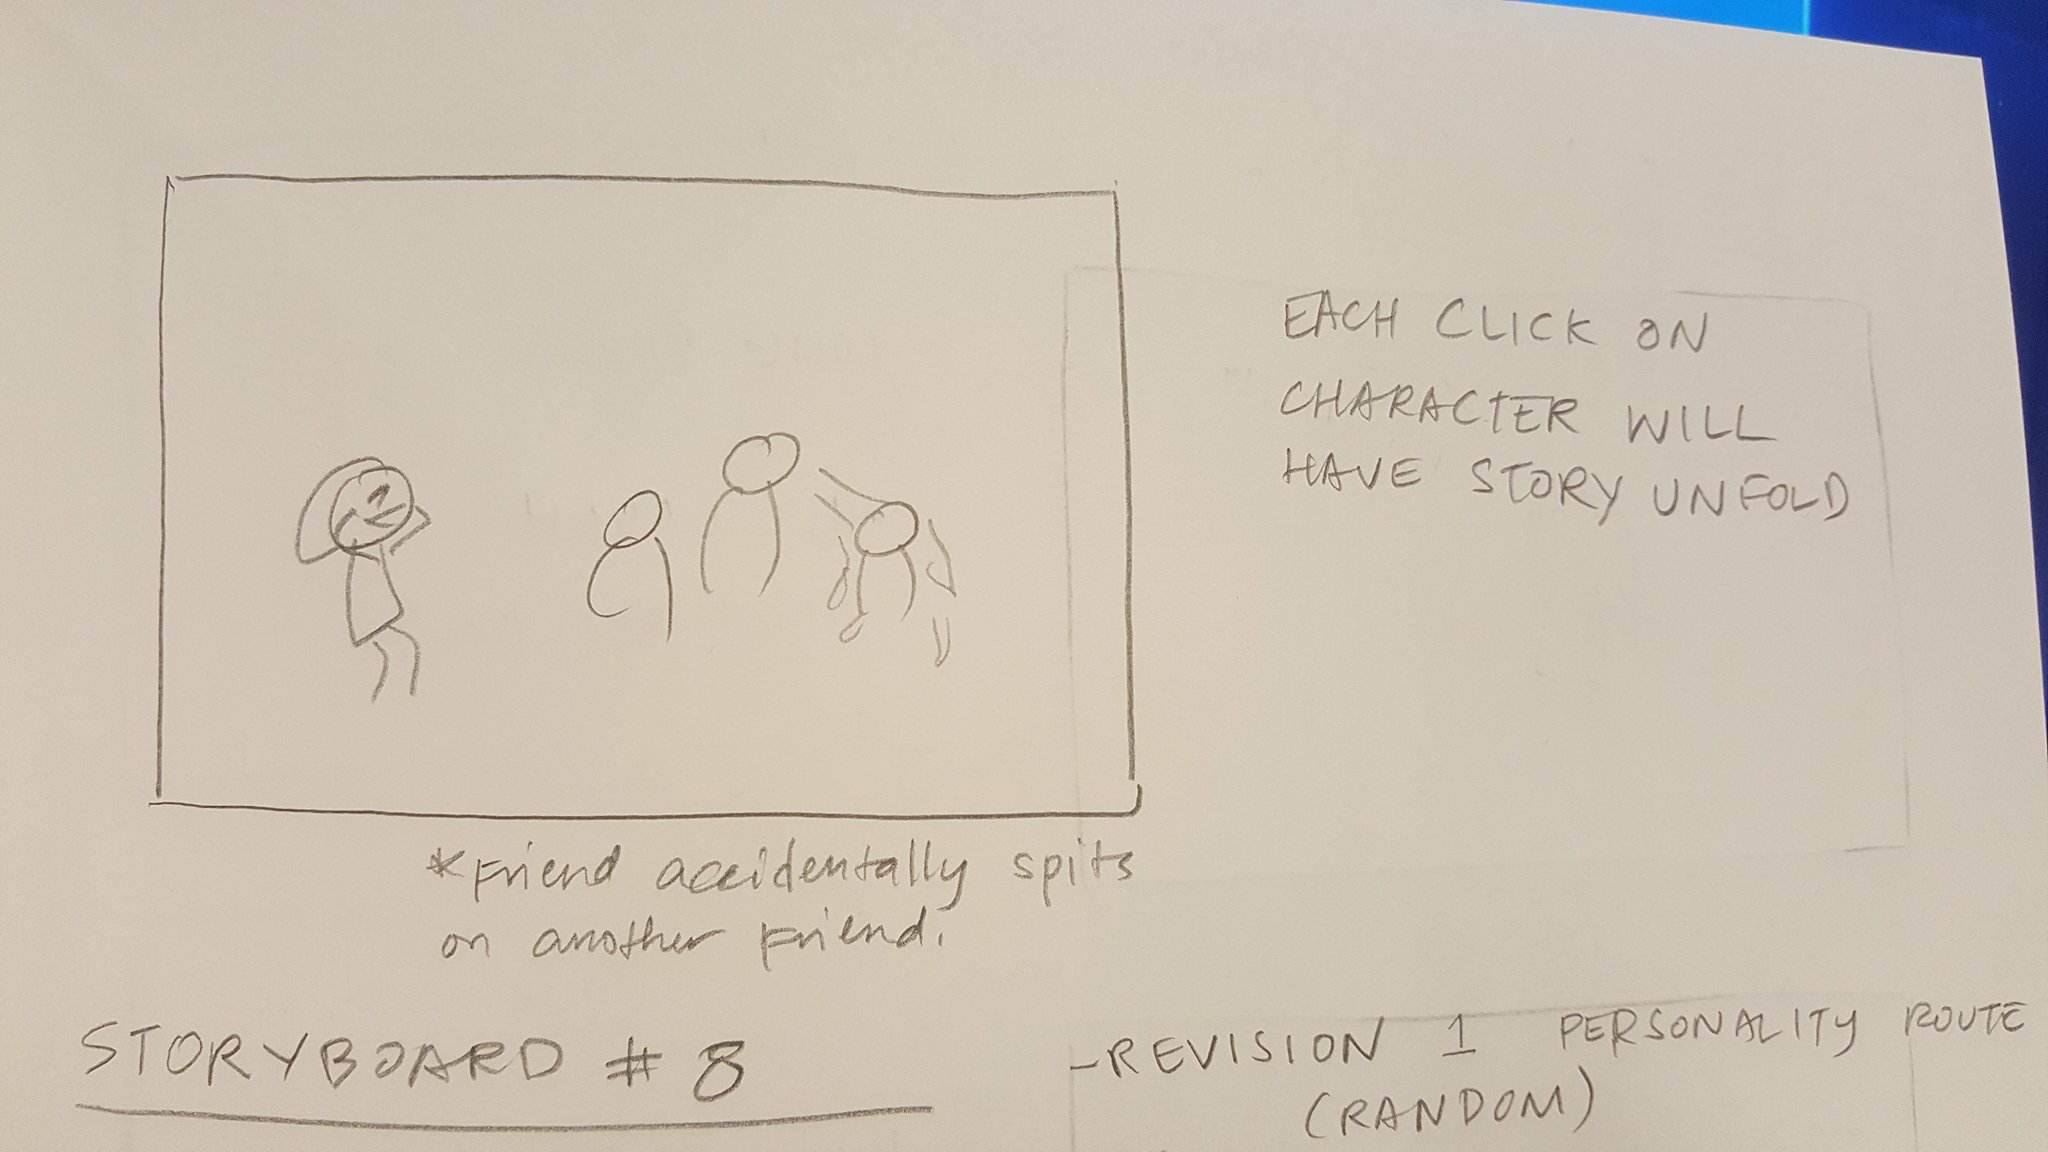 EACH CLICK ON
CHARACTER WILL
HAVE STORY UNFOLD
*Friend accidentally spits
on another Friend.
STORYBOARD # 8
-REVISION 1 PERSONALITY ROUTE
(RANDOM)